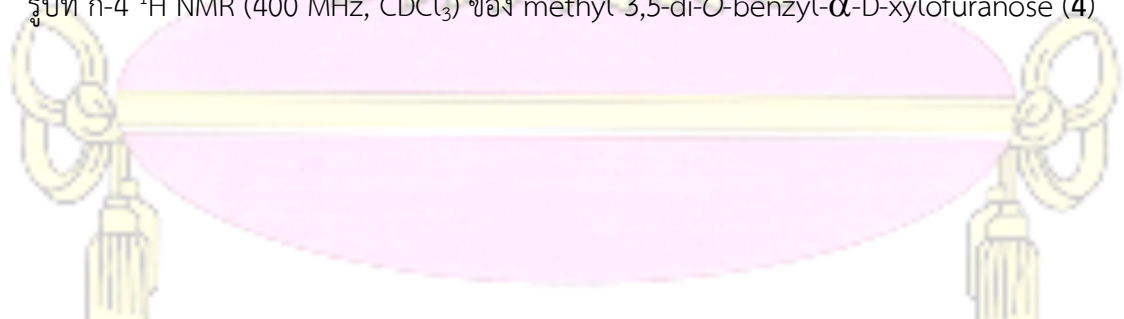 รูปที่ ก-4 ¹H NMR (400 MHz, CDCl₃) ของ methyl 3,5-di-O-benzyl-α-D-xylofuranose (4)